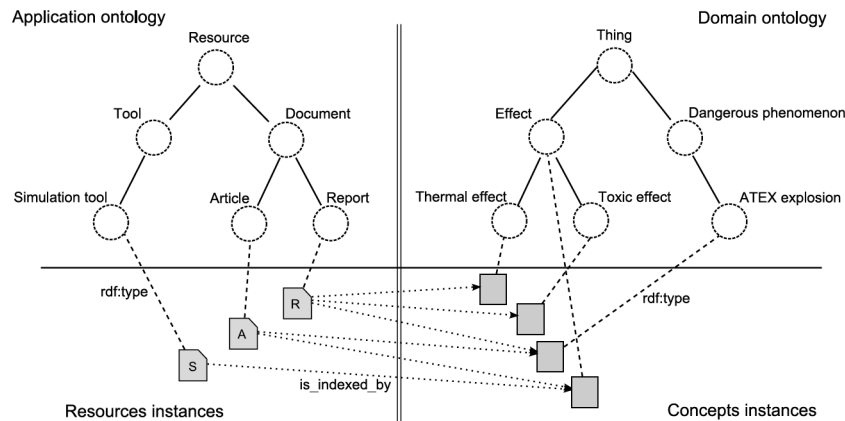 Application ontology
Domain ontology
Resource
Thing
Tool
Document
Effect
Dangerous phenomenon
Simulation tool
Article
Report
Thermal effect
Toxic effect
ATEX explosion
rdf:type
R
rdf:type
A
S
is_indexed_by
Resources instances
Concepts instances